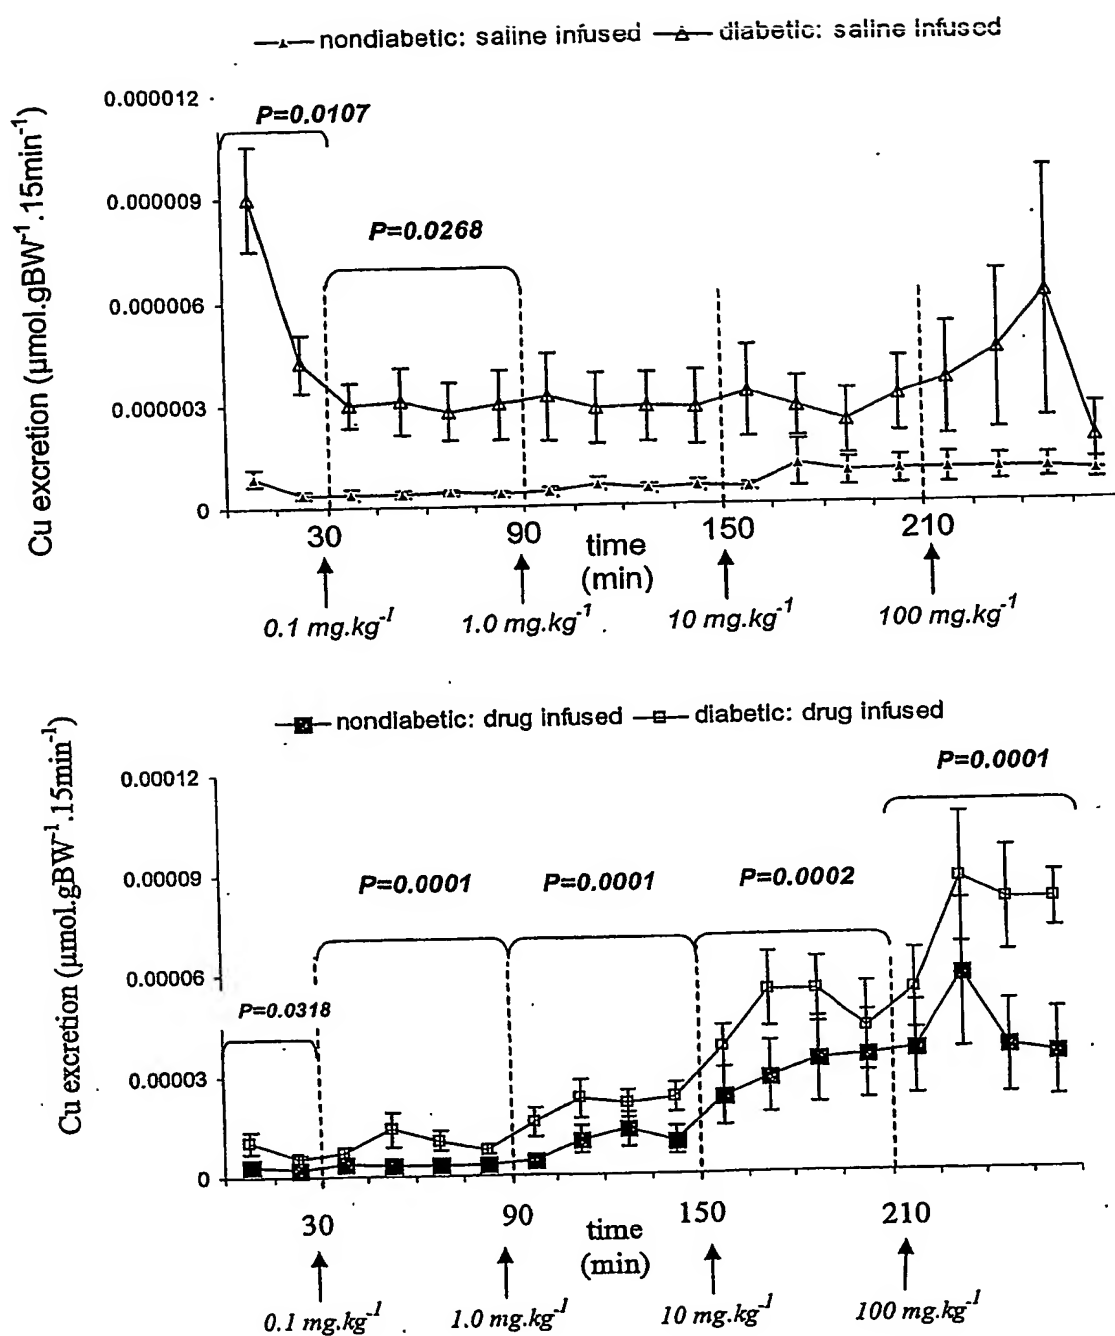 nondiabetic: saline infused diabetic: saline infused
0.000012
P=0.0107
0.000009
P=0.0268
0.000006
0.000003
0
Cu excretion (μmol.gBW⁻¹.15min⁻¹)
30 90 time 150 210
(min)
0.1 mg.kg⁻¹ 1.0 mg.kg⁻¹ 10 mg.kg⁻¹ 100 mg.kg⁻¹
nondiabetic: drug infused diabetic: drug infused
P=0.0001
0.00012
0.00009
P=0.0001 P=0.0001 P=0.0002
0.00006
P=0.0318
0.00003
0
Cu excretion (μmol.gBW⁻¹.15min⁻¹)
30 90 time 150 210
(min)
0.1 mg.kg⁻¹ 1.0 mg.kg⁻¹ 10 mg.kg⁻¹ 100 mg.kg⁻¹